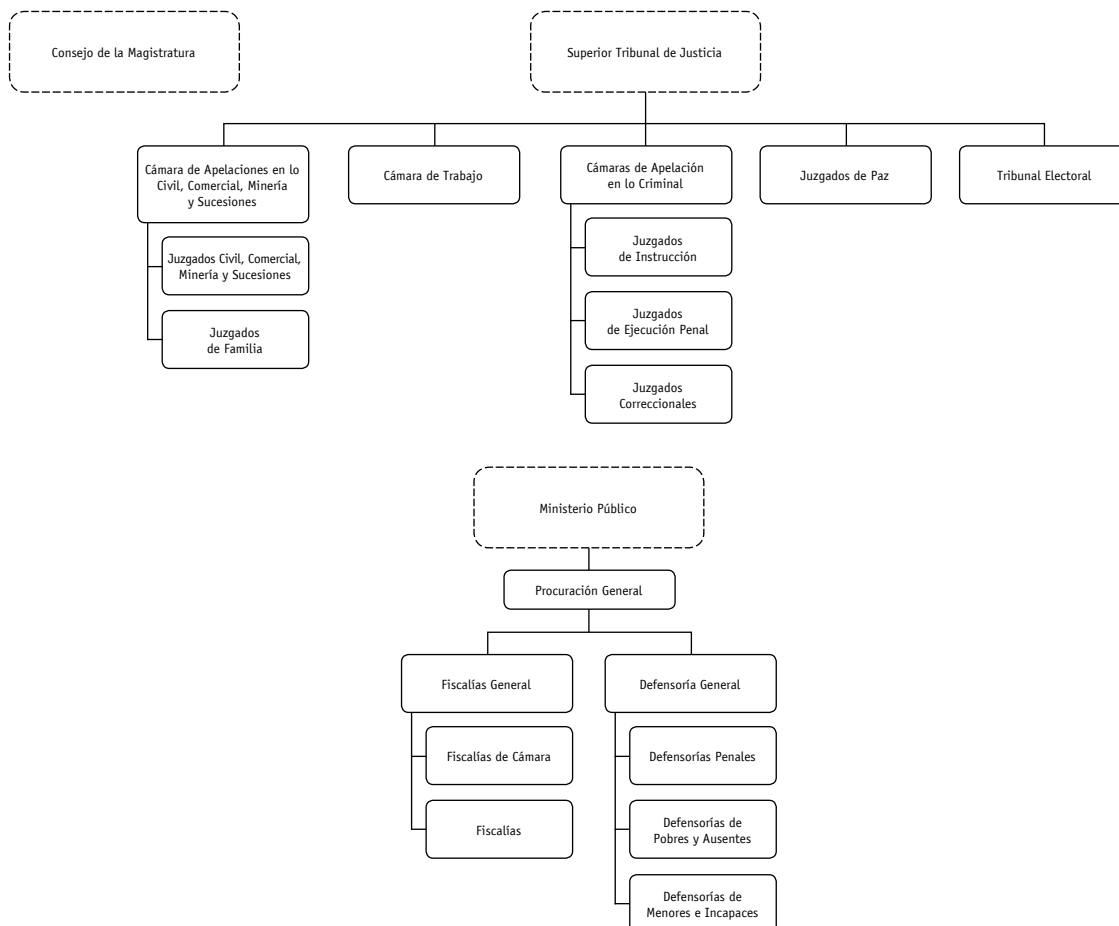 Consejo de la Magistratura
Superior Tribunal de Justicia
Cámara de Apelaciones en lo
Civil, Comercial, Minería
y Sucesiones
Cámara de Trabajo
Cámaras de Apelación
en lo Criminal
Juzgados de Paz
Tribunal Electoral
Juzgados Civil, Comercial,
Minería y Sucesiones
Juzgados
de Familia
Juzgados
de Instrucción
Juzgados
de Ejecución Penal
Juzgados
Correccionales
Ministerio Público
Procuración General
Fiscalías General
Defensoría General
Fiscalías de Cámara
Fiscalías
Defensorías Penales
Defensorías de
Pobres y Ausentes
Defensorías de
Menores e Incapaces